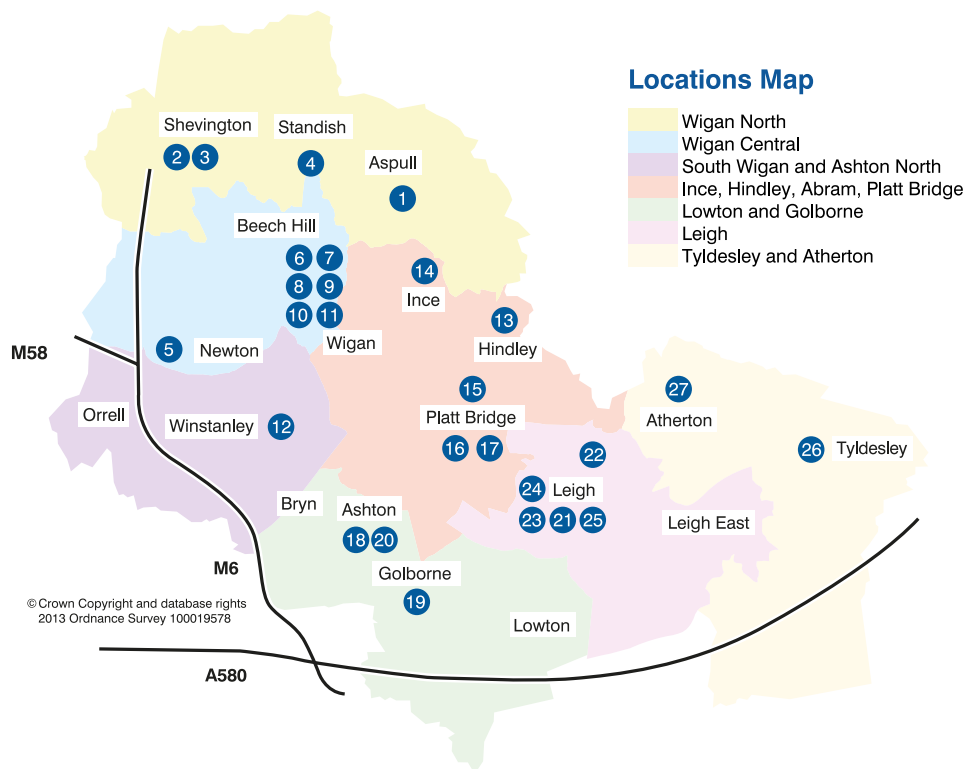 Locations Map
Wigan North
Wigan Central
South Wigan and Ashton North
Ince, Hindley, Abram, Platt Bridge
Lowton and Golborne
Leigh
Tyldesley and Atherton
Shevington
2 3
Standish
4
Aspull
1
Beech Hill
6 7
8 9
10 11
Wigan
14
Ince
13
Hindley
M58
5 Newton
Orrell
Winstanley 12
15
Platt Bridge
16 17
27
Atherton
26 Tyldesley
22
24 Leigh
23 21 25
Leigh East
Bryn
Ashton
18 20
Golborne
19
Lowton
M6
© Crown Copyright and database rights
2013 Ordnance Survey 100019578
A580